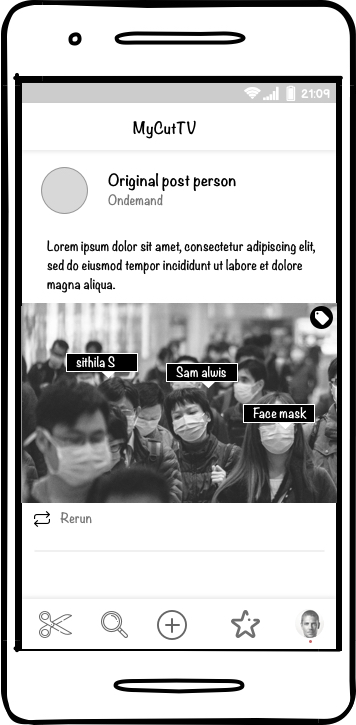 21:09
MyCutTV
Original post person
Ondemand
Lorem ipsum dolor sit amet, consectetur adipiscing elit,
sed do eiusmod tempor incididunt ut labore et dolore
magna aliqua.
sithila S
Sam alwis
Face mask
Rerun